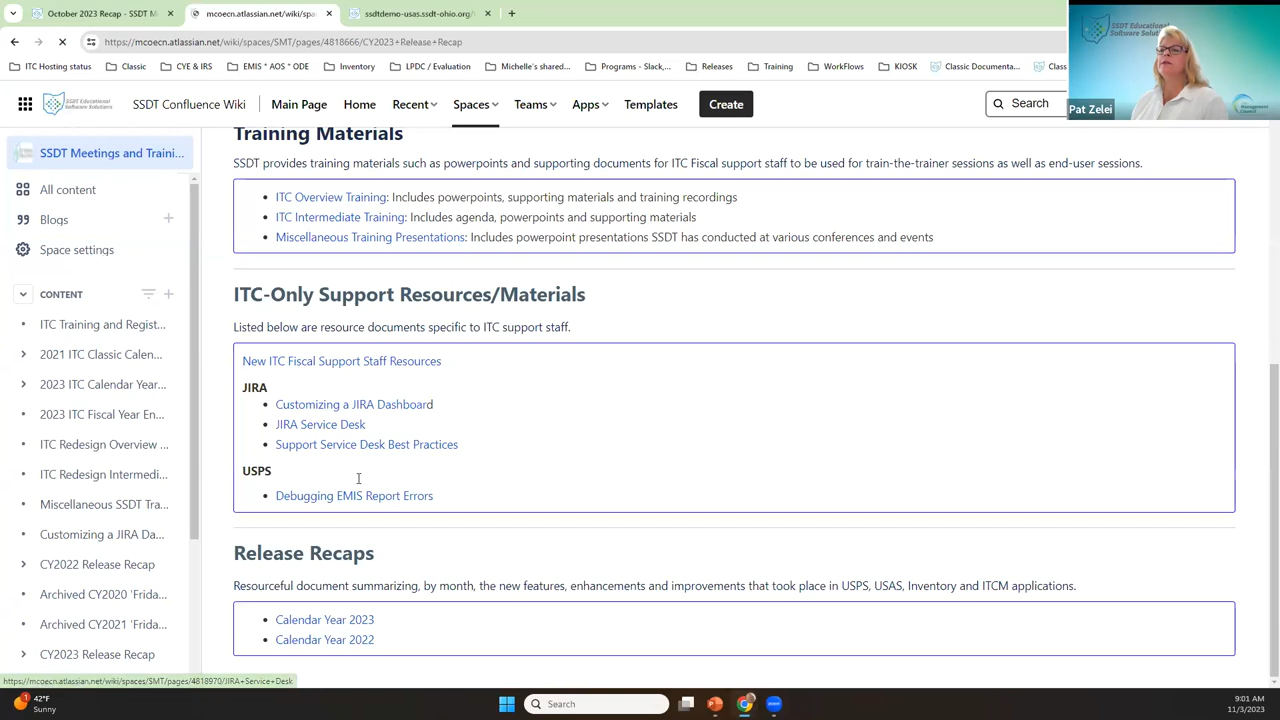 October 2023 Recap - SSDT M
mcoecn.atlassian.net/wiki/spa
ssdtdemo-usas.ssdt-ohio.org/
https://mcoecn.atlassian.net/wiki/spaces/SMT/pages/4818666/CY2023+Release+Recap
ITC Hosting status
Classic
CYE & IRS
EMIS * AOS * ODE
Inventory
LPDC / Evaluation
Michelle's shared...
Programs - Slack,...
Releases
Training
WorkFlows
KIOSK
Classic Documenta...
Class
SSDT Educational
Software Solutions
Pat Zelei
SSDT Educational
Software Solutions
SSDT Confluence Wiki
Main Page
Home
Recent
Spaces
Teams
Apps
Templates
Create
Search
SSDT Meetings and Traini...
All content
Blogs
Space settings
CONTENT
ITC Training and Regist...
2021 ITC Classic Calen...
2023 ITC Calendar Year...
2023 ITC Fiscal Year En...
ITC Redesign Overview ...
ITC Redesign Intermedi...
Miscellaneous SSDT Tra...
Customizing a JIRA Da...
CY2022 Release Recap
Archived CY2020 'Frida...
Archived CY2021 'Frida...
CY2023 Release Recap
Training Materials
SSDT provides training materials such as powerpoints and supporting documents for ITC Fiscal support staff to be used for train-the-trainer sessions as well as end-user sessions.
ITC Overview Training: Includes powerpoints, supporting materials and training recordings
ITC Intermediate Training: Includes agenda, powerpoints and supporting materials
Miscellaneous Training Presentations: Includes powerpoint presentations SSDT has conducted at various conferences and events
ITC-Only Support Resources/Materials
Listed below are resource documents specific to ITC support staff.
New ITC Fiscal Support Staff Resources
JIRA
Customizing a JIRA Dashboard
JIRA Service Desk
Support Service Desk Best Practices
USPS
Debugging EMIS Report Errors
Release Recaps
Resourceful document summarizing, by month, the new features, enhancements and improvements that took place in USPS, USAS, Inventory and ITCM applications.
Calendar Year 2023
Calendar Year 2022
https://mcoecn.atlassian.net/wiki/spaces/SMT/pages/4818970/JIRA+Service+Desk
42°F
Sunny
Search
9:01 AM
11/3/2023